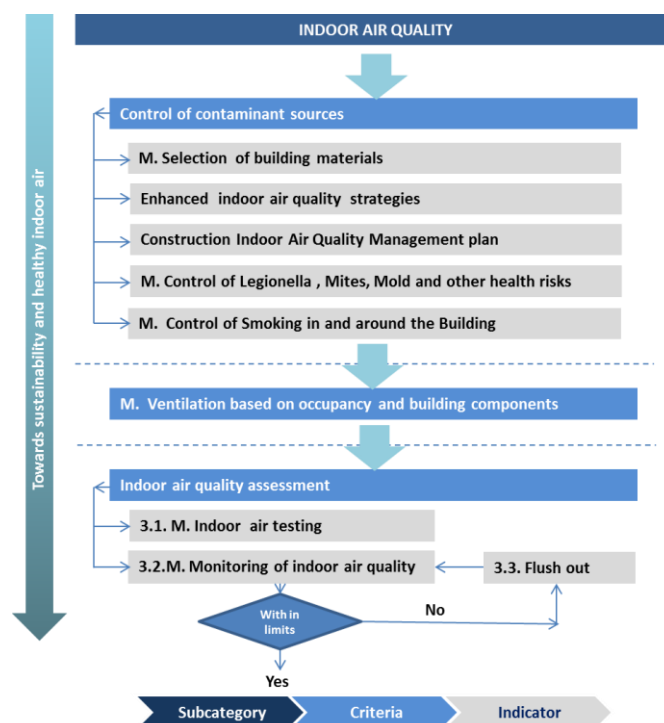 INDOOR AIR QUALITY
Control of contaminant sources
M. Selection of building materials
Enhanced indoor air quality strategies
Construction Indoor Air Quality Management plan
M. Control of Legionella , Mites, Mold and other health risks
M. Control of Smoking in and around the Building
M. Ventilation based on occupancy and building components
Indoor air quality assessment
3.1. M. Indoor air testing
3.2.M. Monitoring of indoor air quality
3.3. Flush out
With in
limits
No
Yes
Towards sustainability and healthy indoor air
Subcategory
Criteria
Indicator